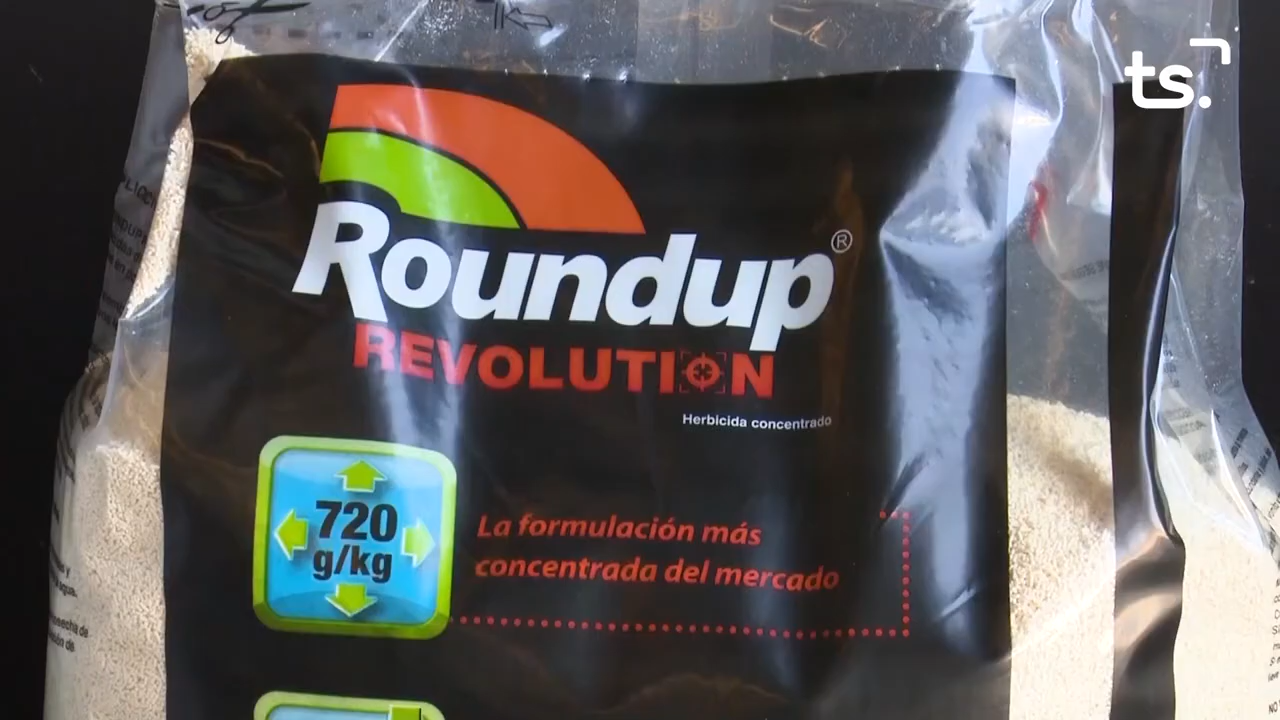 ts.
Roundup®
REVOLUTION
Herbicida concentrado
720
g/kg
La formulación más
concentrada del mercado